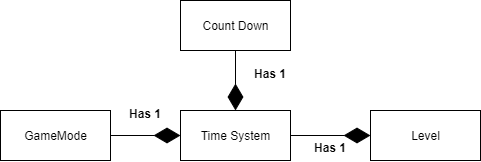 Count Down
Has 1
Has 1
GameMode
Time System
Level
Has 1